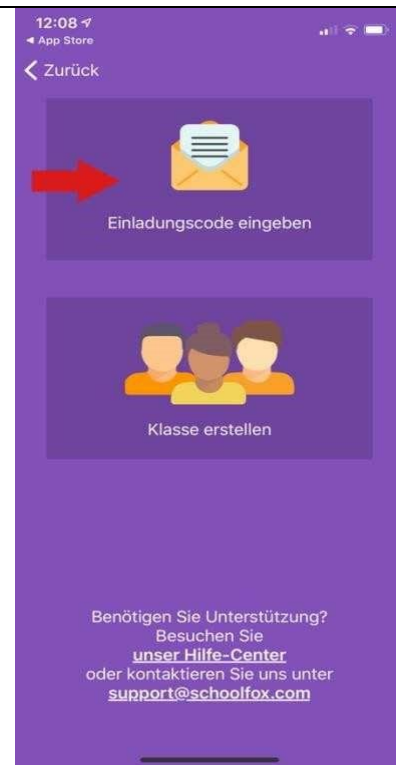 12:08
App Store
Zurück
Einladungscode eingeben
Klasse erstellen
Benötigen Sie Unterstützung?
Besuchen Sie
unser Hilfe-Center
oder kontaktieren Sie uns unter
support@schoolfox.com